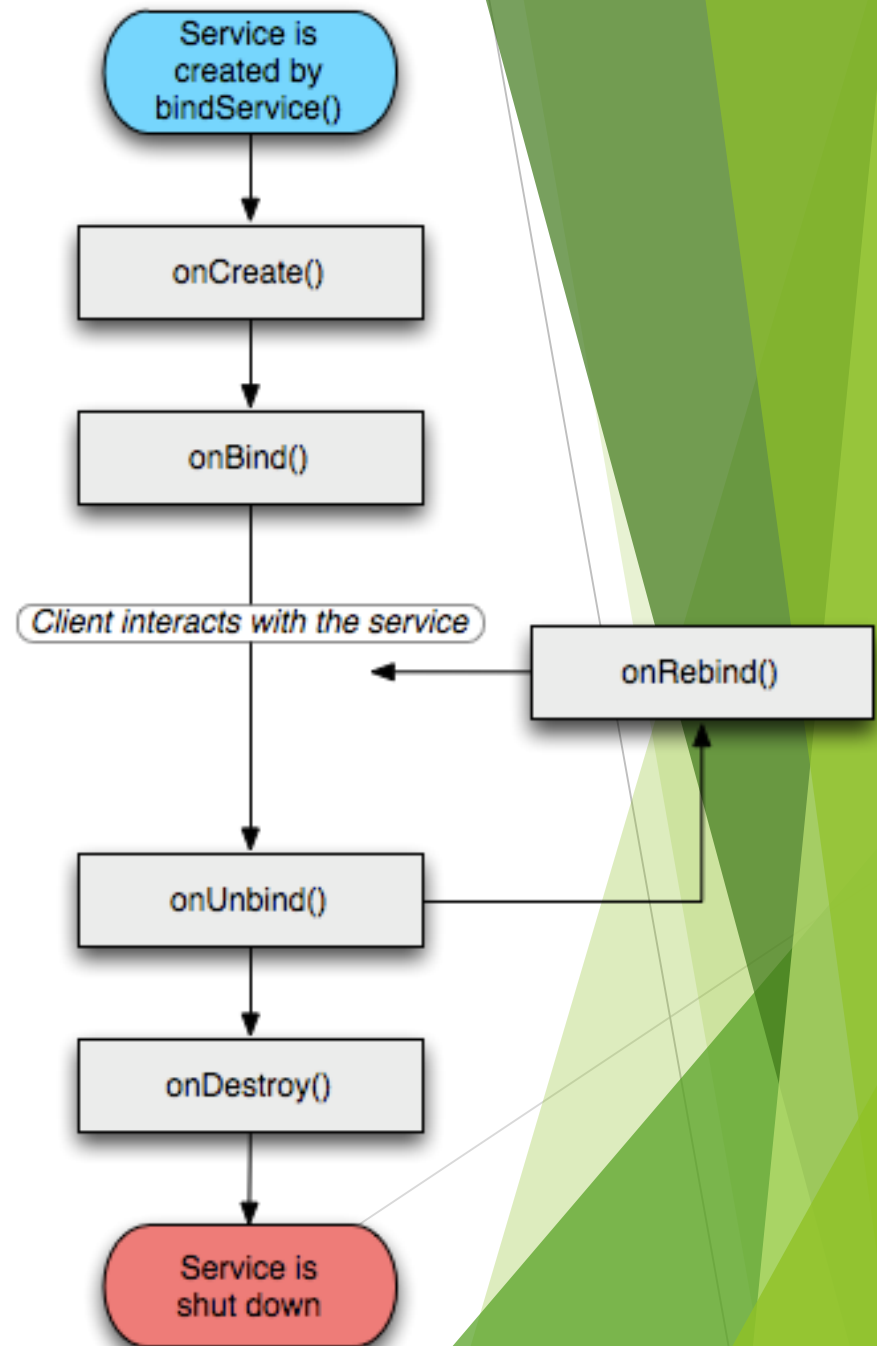 Service is
created by
bindService()
onCreate()
onBind()
Client interacts with the service
onRebind()
onUnbind()
onDestroy()
Service is
shut down